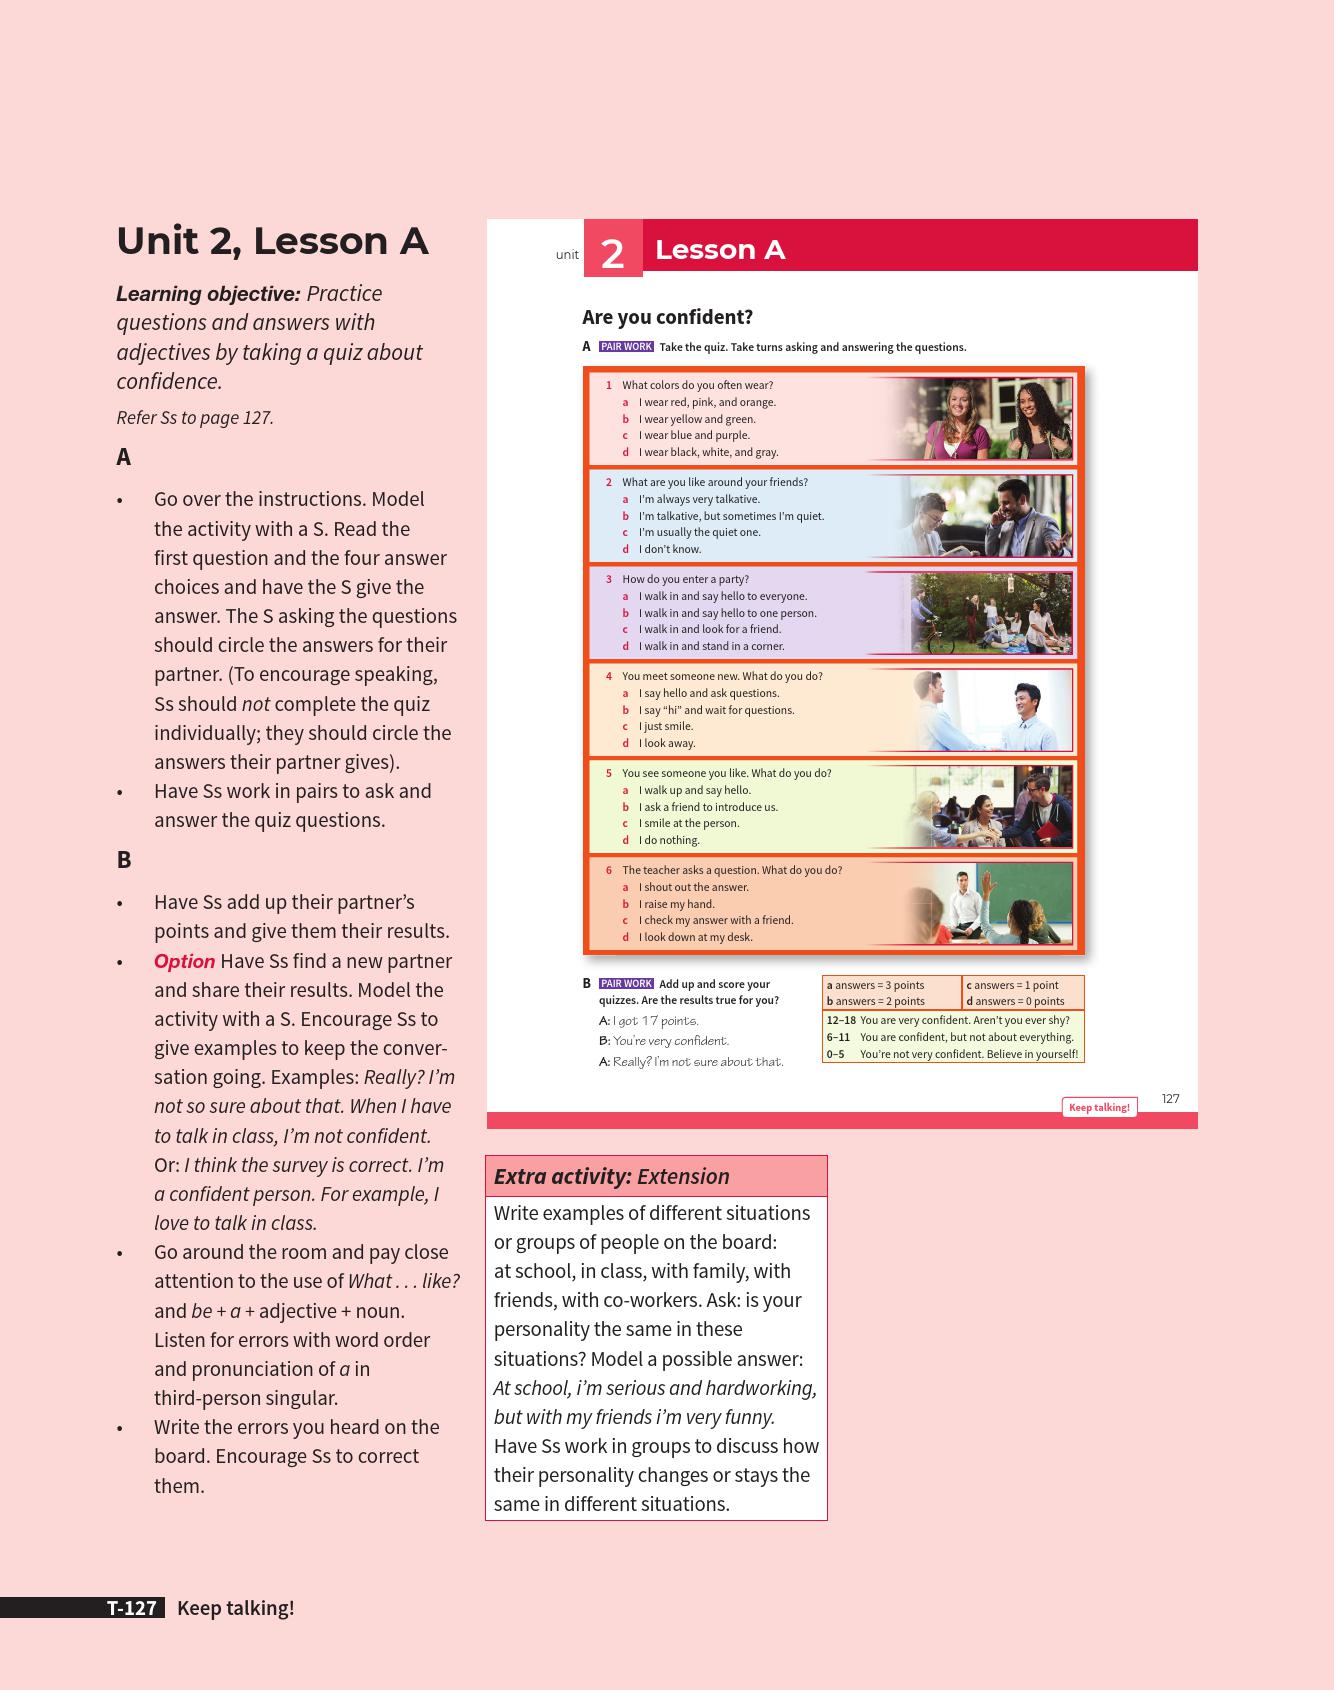 Unit 2, Lesson A
Learning objective: Practice
questions and answers with
adjectives by taking a quiz about
confidence.
Refer Ss to page 127.
A
• Go over the instructions. Model
the activity with a S. Read the
first question and the four answer
choices and have the S give the
answer. The S asking the questions
should circle the answers for their
partner. (To encourage speaking,
Ss should not complete the quiz
individually; they should circle the
answers their partner gives).
• Have Ss work in pairs to ask and
answer the quiz questions.
B
• Have Ss add up their partner's
points and give them their results.
• Option Have Ss find a new partner
and share their results. Model the
activity with a S. Encourage Ss to
give examples to keep the conver-
sation going. Examples: Really? I'm
not so sure about that. When I have
to talk in class, I'm not confident.
Or: I think the survey is correct. I'm
a confident person. For example, I
love to talk in class.
• Go around the room and pay close
attention to the use of What . . . like?
and be + a + adjective + noun.
Listen for errors with word order
and pronunciation of a in
third-person singular.
• Write the errors you heard on the
board. Encourage Ss to correct
them.
unit 2 Lesson A
Are you confident?
A PAIR WORK Take the quiz. Take turns asking and answering the questions.
1 What colors do you often wear?
a I wear red, pink, and orange.
b I wear yellow and green.
c I wear blue and purple.
d I wear black, white, and gray.
2 What are you like around your friends?
a I'm always very talkative.
b I'm talkative, but sometimes I'm quiet.
c I'm usually the quiet one.
d I don't know.
3 How do you enter a party?
a I walk in and say hello to everyone.
b I walk in and say hello to one person.
c I walk in and look for a friend.
d I walk in and stand in a corner.
4 You meet someone new. What do you do?
a I say hello and ask questions.
b I say “hi” and wait for questions.
c I just smile.
d I look away.
5 You see someone you like. What do you do?
a I walk up and say hello.
b I ask a friend to introduce us.
c I smile at the person.
d I do nothing.
6 The teacher asks a question. What do you do?
a I shout out the answer.
b I raise my hand.
c I check my answer with a friend.
d I look down at my desk.
B PAIR WORK Add up and score your
quizzes. Are the results true for you?
A: I got 17 points.
B: You're very confident.
A: Really? I'm not sure about that.
a answers = 3 points c answers = 1 point
b answers = 2 points d answers = 0 points
12–18 You are very confident. Aren't you ever shy?
6–11 You are confident, but not about everything.
0–5 You're not very confident. Believe in yourself!
Keep talking! 127
Extra activity: Extension
Write examples of different situations
or groups of people on the board:
at school, in class, with family, with
friends, with co-workers. Ask: is your
personality the same in these
situations? Model a possible answer:
At school, i'm serious and hardworking,
but with my friends i'm very funny.
Have Ss work in groups to discuss how
their personality changes or stays the
same in different situations.
T-127 Keep talking!